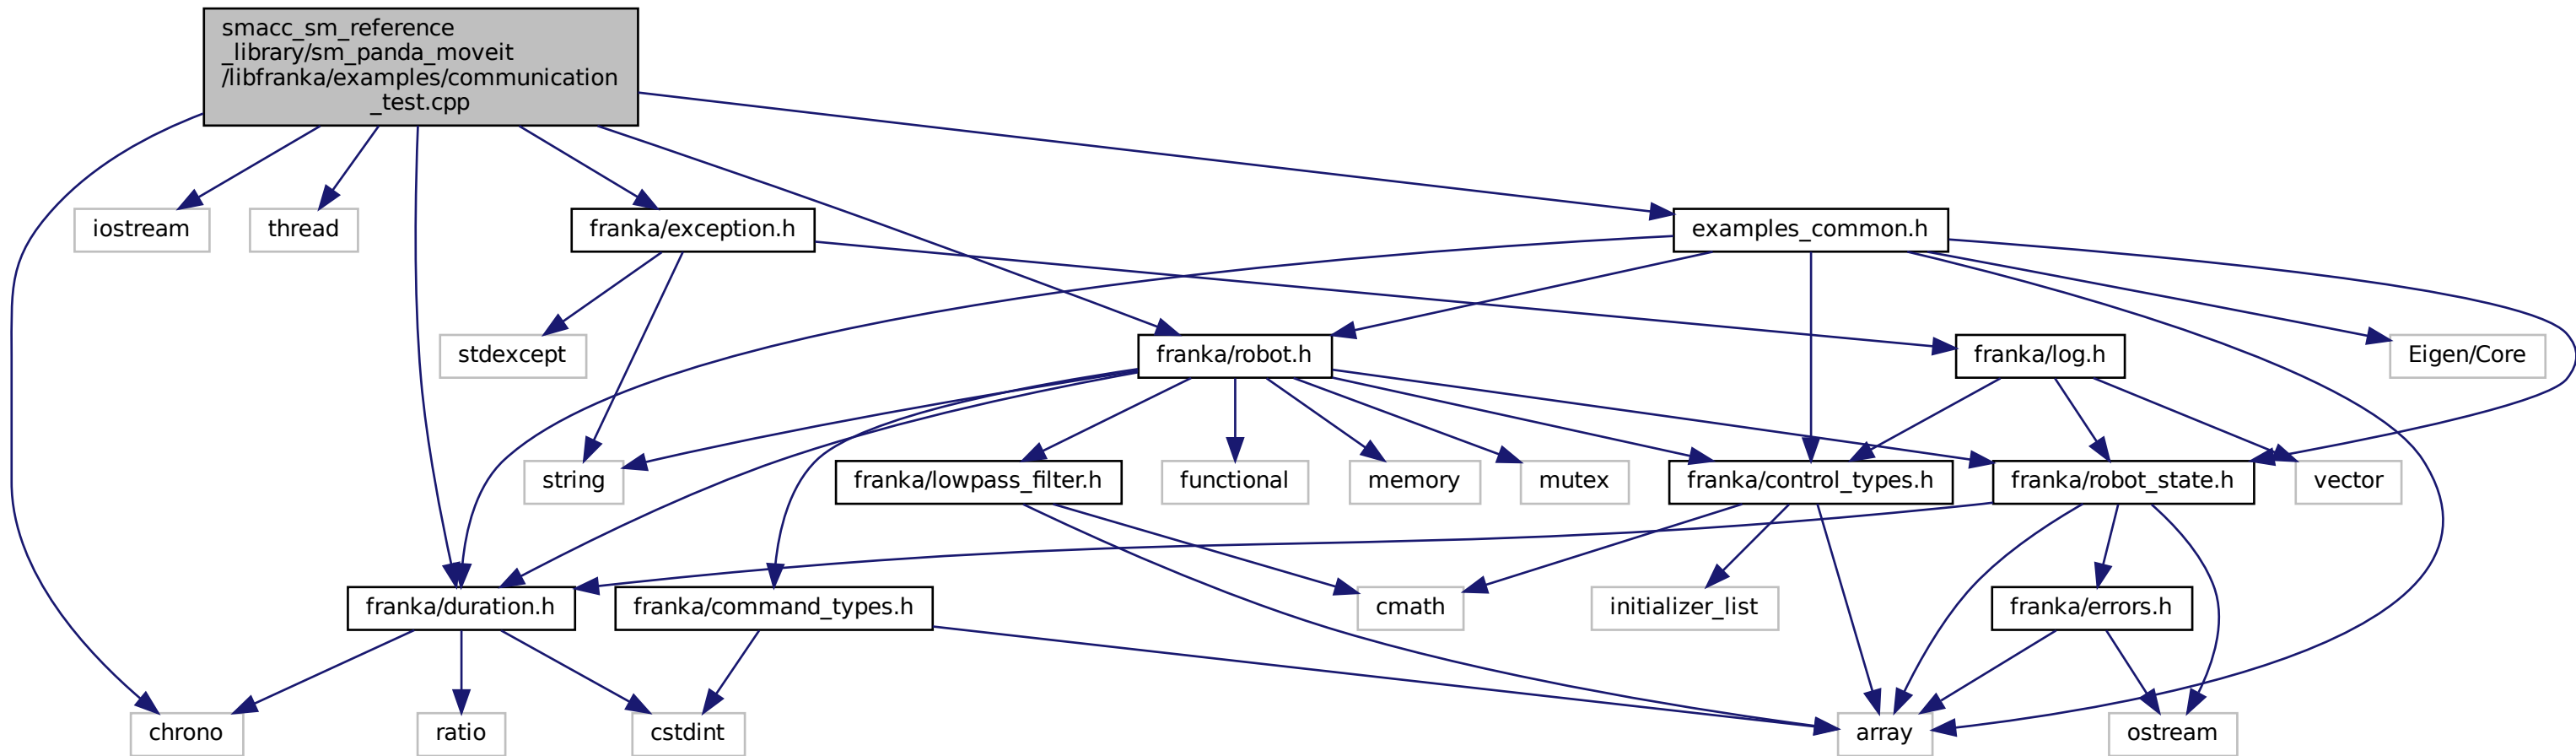 smacc_sm_reference
_library/sm_panda_moveit
/libfranka/examples/communication
_test.cpp
iostream
thread
franka/exception.h
examples_common.h
stdexcept
franka/robot.h
franka/log.h
Eigen/Core
string
franka/lowpass_filter.h
functional
memory
mutex
franka/control_types.h
franka/robot_state.h
vector
franka/duration.h
franka/command_types.h
cmath
initializer_list
franka/errors.h
chrono
ratio
cstdint
array
ostream